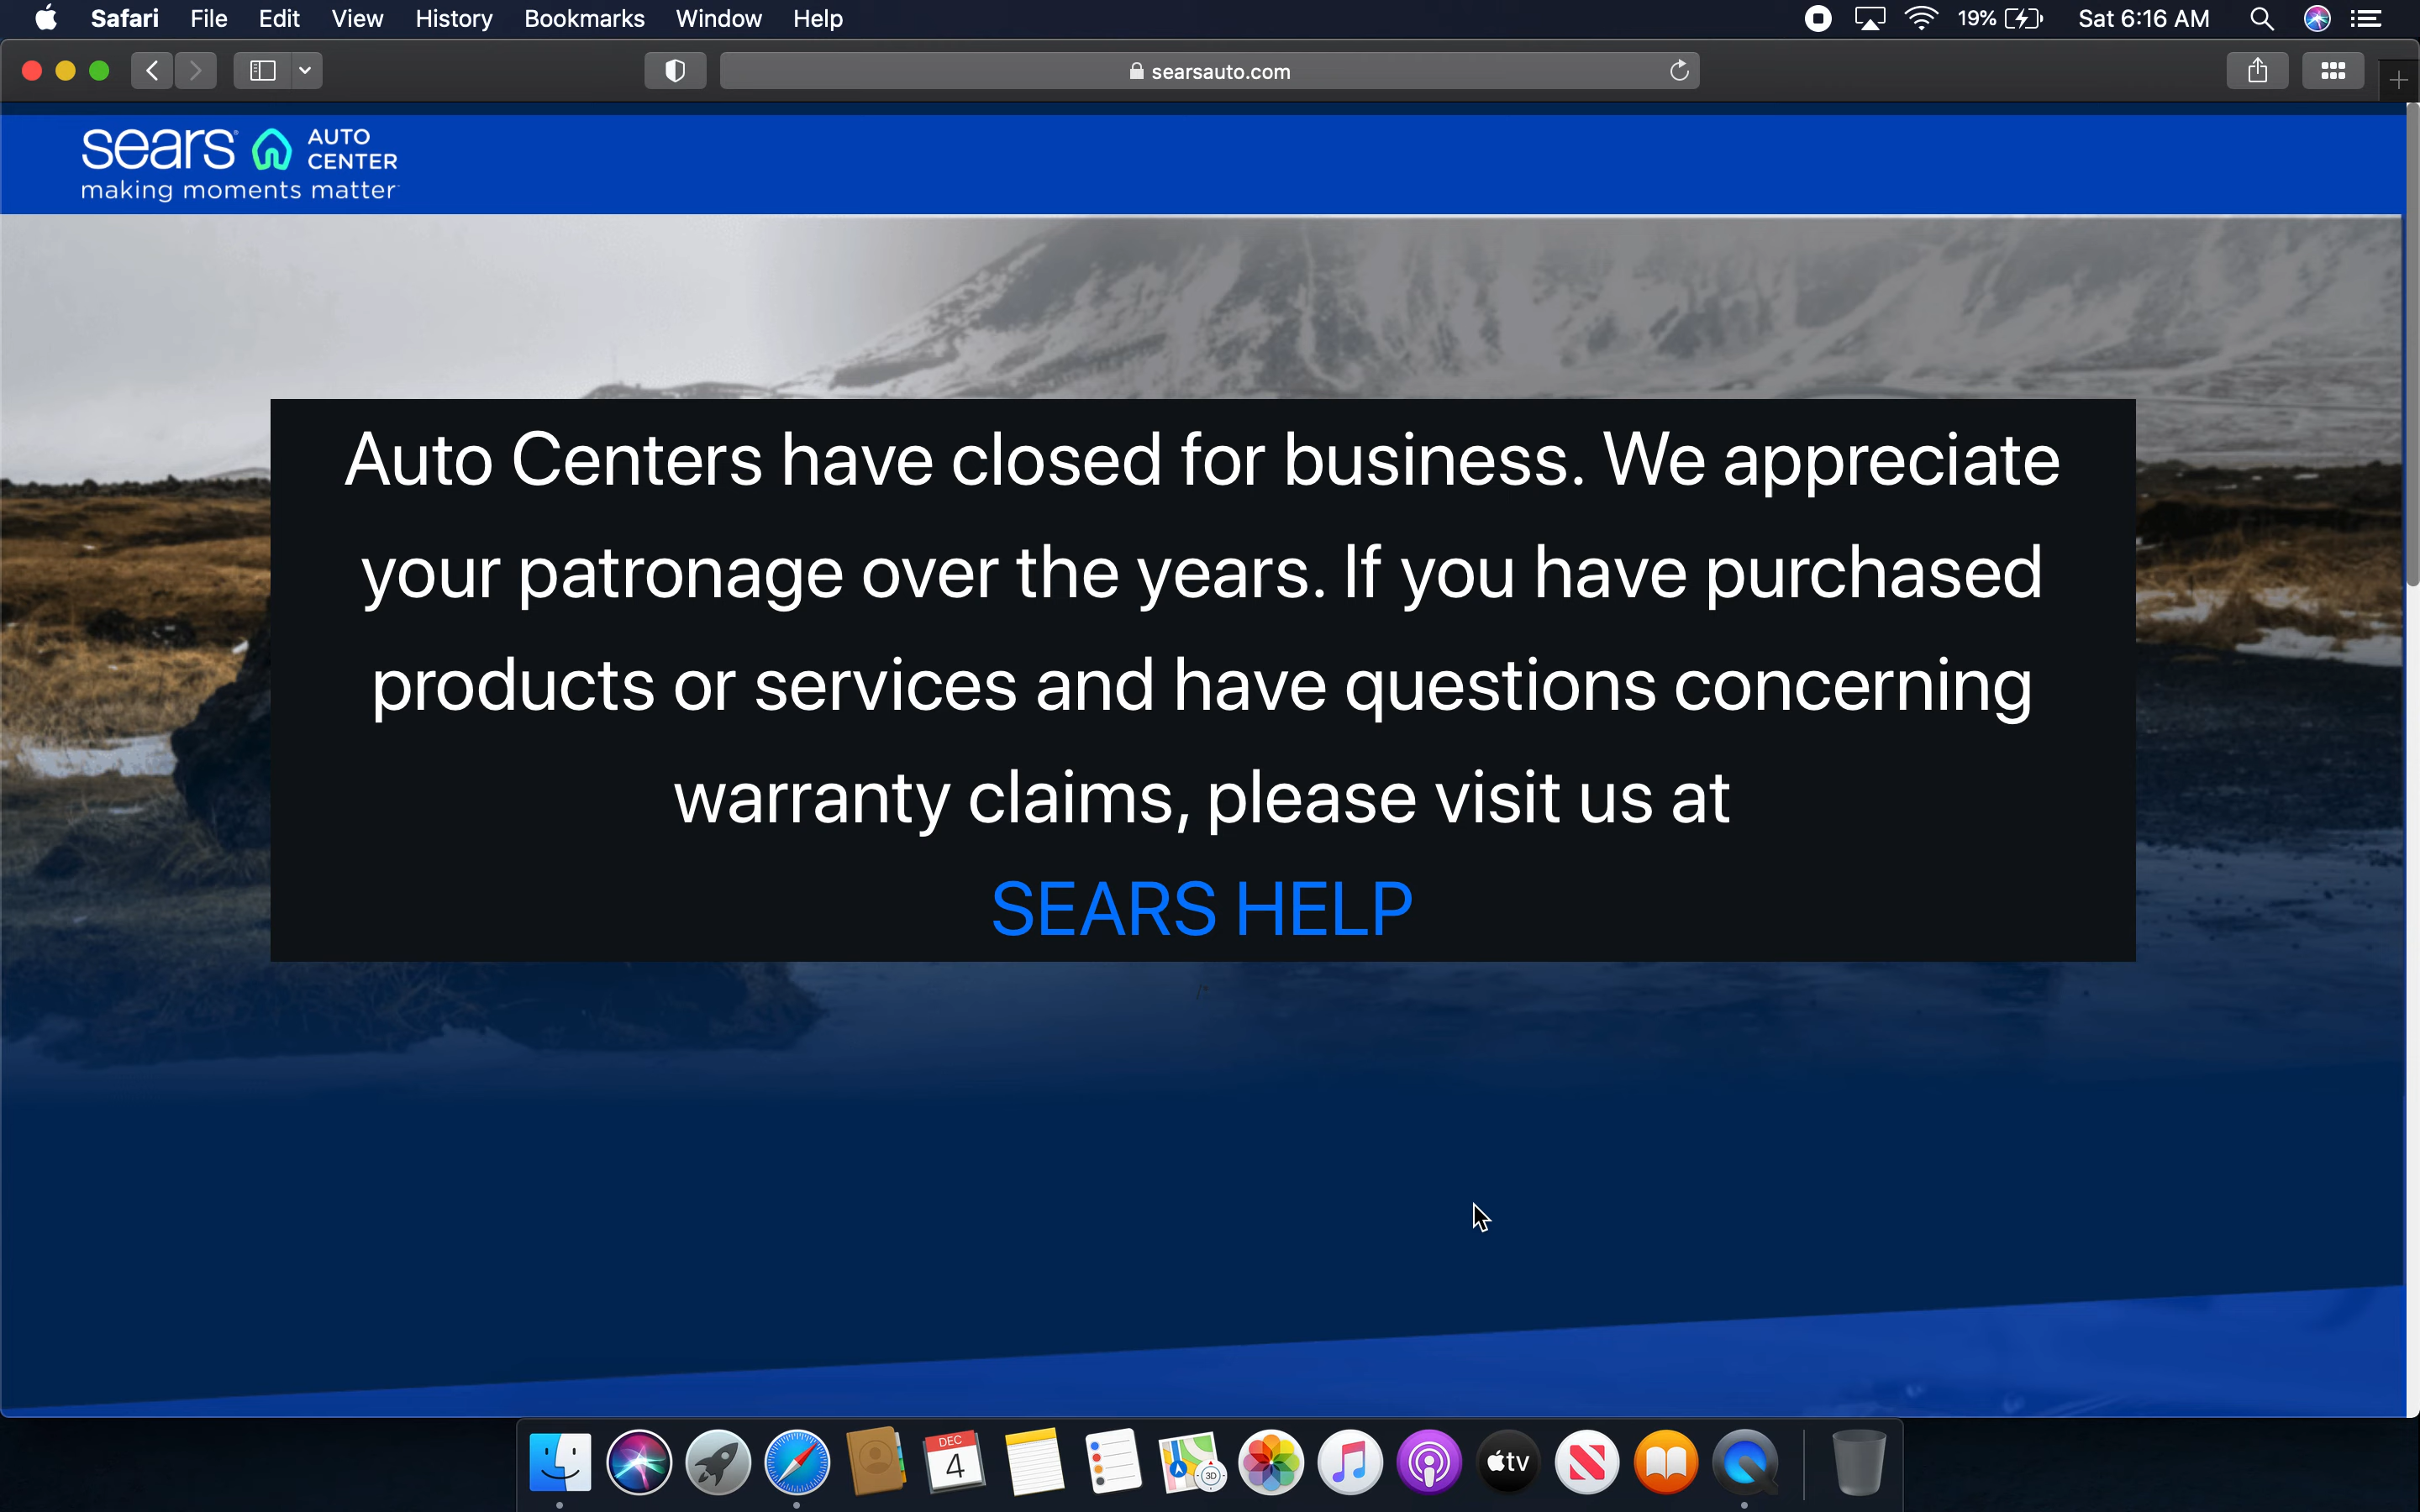 Safari File Edit View History Bookmarks Window Help 19% Sat 6:16 AM
searsauto.com
sears AUTO
CENTER
making moments matter
Auto Centers have closed for business. We appreciate
your patronage over the years. If you have purchased
products or services and have questions concerning
warranty claims, please visit us at
SEARS HELP
DEC
4
3D
tv